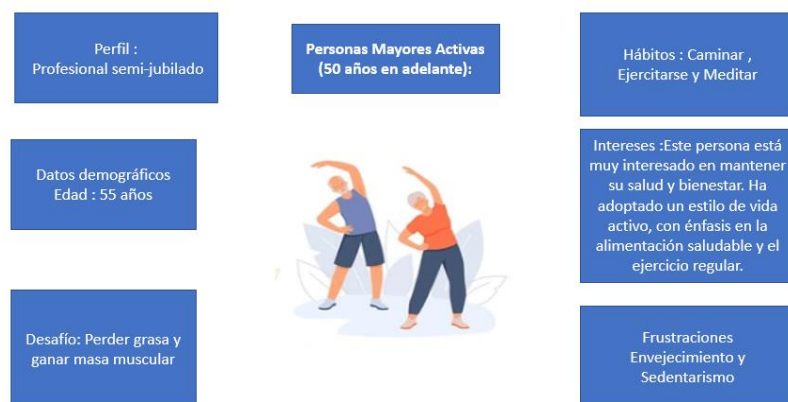 Perfil :
Profesional semi-jubilado
Personas Mayores Activas
(50 años en adelante):
Hábitos : Caminar ,
Ejercitarse y Meditar
Datos demográficos
Edad : 55 años
Intereses :Este persona está
muy interesado en mantener
su salud y bienestar. Ha
adoptado un estilo de vida
activo, con énfasis en la
alimentación saludable y el
ejercicio regular.
Desafío: Perder grasa y
ganar masa muscular
Frustraciones
Envejecimiento y
Sedentarismo